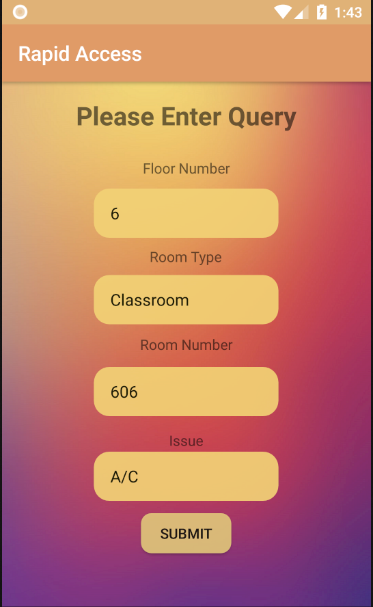 1:43
Rapid Access
Please Enter Query
Floor Number
6
Room Type
Classroom
Room Number
606
Issue
A/C
SUBMIT